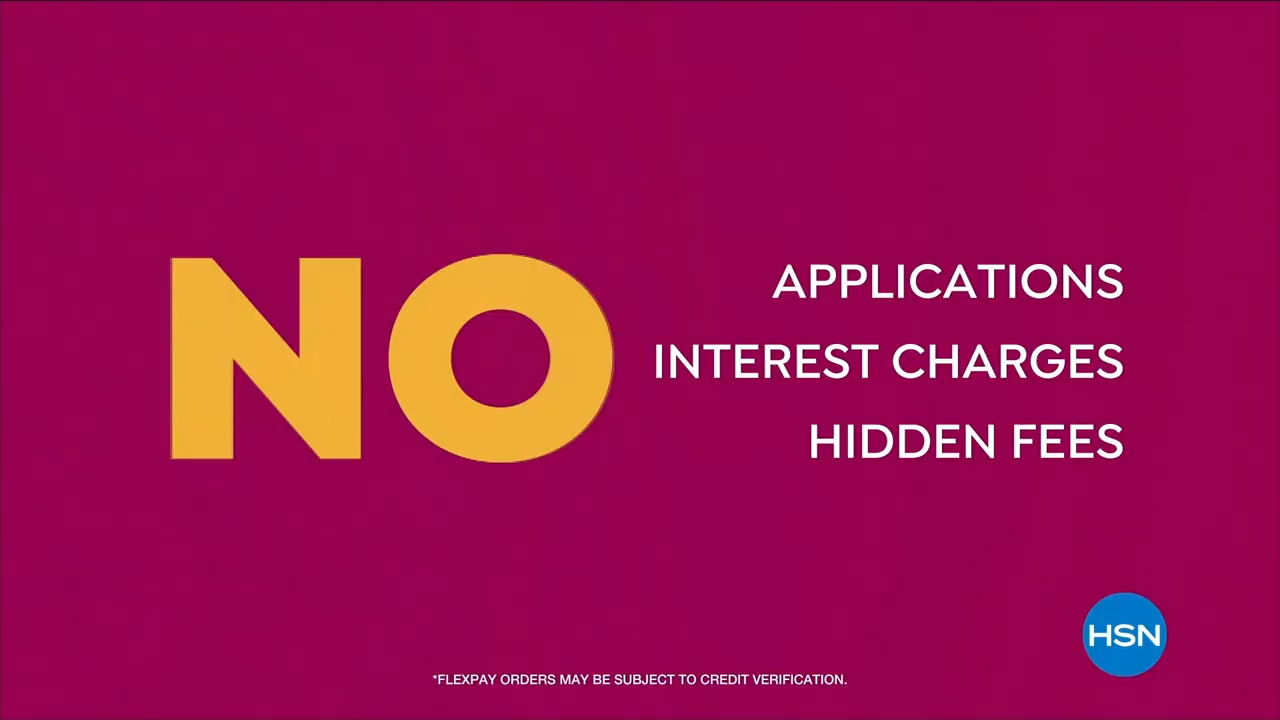 NO
APPLICATIONS
INTEREST CHARGES
HIDDEN FEES
HSN
*FLEXPAY ORDERS MAY BE SUBJECT TO CREDIT VERIFICATION.